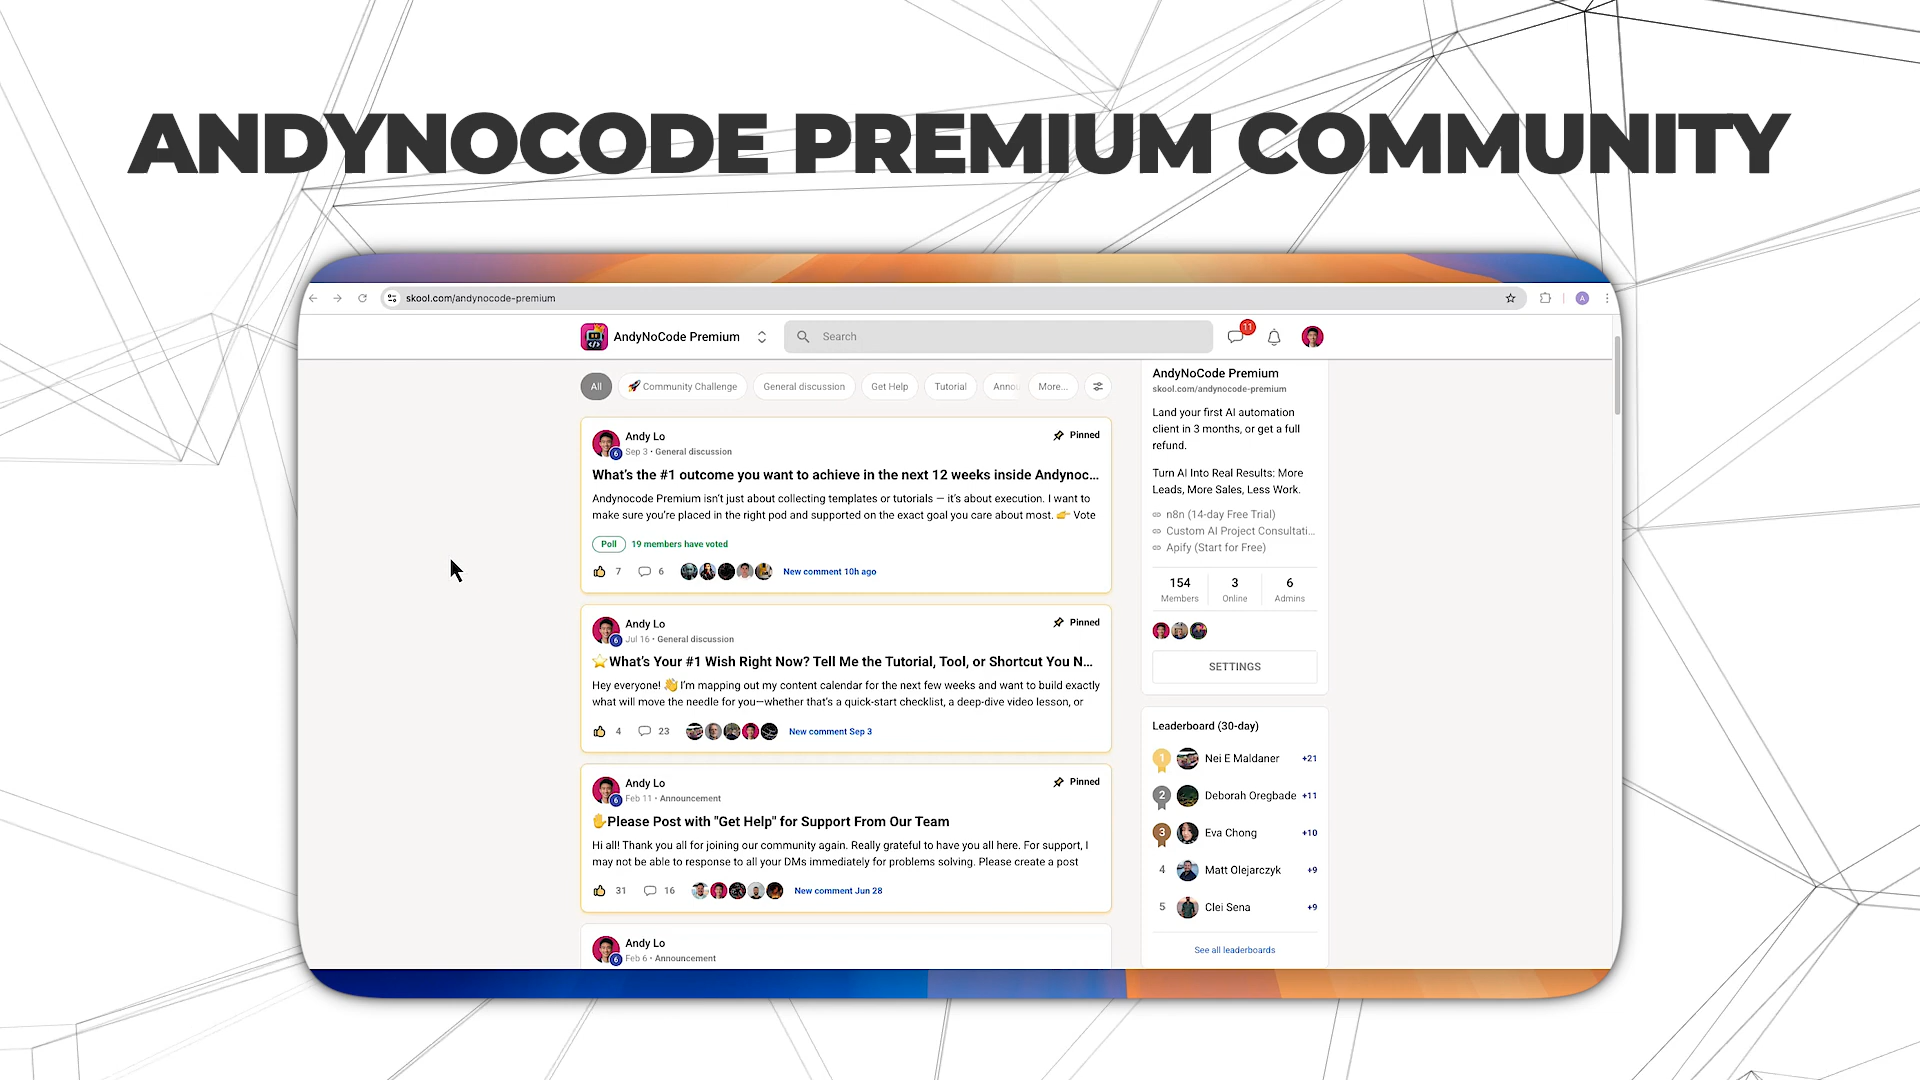 ANDYNOCODE PREMIUM COMMUNITY
skool.com/andynocode-premium
A
AndyNoCode Premium
Search
11
All
🚀 Community Challenge
General discussion
Get Help
Tutorial
Annou
More...
Andy Lo
6
Sep 3 • General discussion
Pinned
What's the #1 outcome you want to achieve in the next 12 weeks inside Andynoc...
Andynocode Premium isn't just about collecting templates or tutorials — it's about execution. I want to
make sure you're placed in the right pod and supported on the exact goal you care about most. 👉 Vote
Poll
19 members have voted
7
6
New comment 10h ago
Andy Lo
6
Jul 16 • General discussion
Pinned
⭐What's Your #1 Wish Right Now? Tell Me the Tutorial, Tool, or Shortcut You N...
Hey everyone! 👋 I'm mapping out my content calendar for the next few weeks and want to build exactly
what will move the needle for you—whether that's a quick-start checklist, a deep-dive video lesson, or
4
23
New comment Sep 3
Andy Lo
6
Feb 11 • Announcement
Pinned
✋Please Post with "Get Help" for Support From Our Team
Hi all! Thank you all for joining our community again. Really grateful to have you all here. For support, I
may not be able to response to all your DMs immediately for problems solving. Please create a post
31
16
New comment Jun 28
Andy Lo
6
Feb 6 • Announcement
AndyNoCode Premium
skool.com/andynocode-premium
Land your first AI automation
client in 3 months, or get a full
refund.
Turn AI Into Real Results: More
Leads, More Sales, Less Work.
n8n (14-day Free Trial)
Custom AI Project Consultati...
Apify (Start for Free)
154
Members
3
Online
6
Admins
SETTINGS
Leaderboard (30-day)
1 Nei E Maldaner +21
2 Deborah Oregbade +11
3 Eva Chong +10
4 Matt Olejarczyk +9
5 Clei Sena +9
See all leaderboards